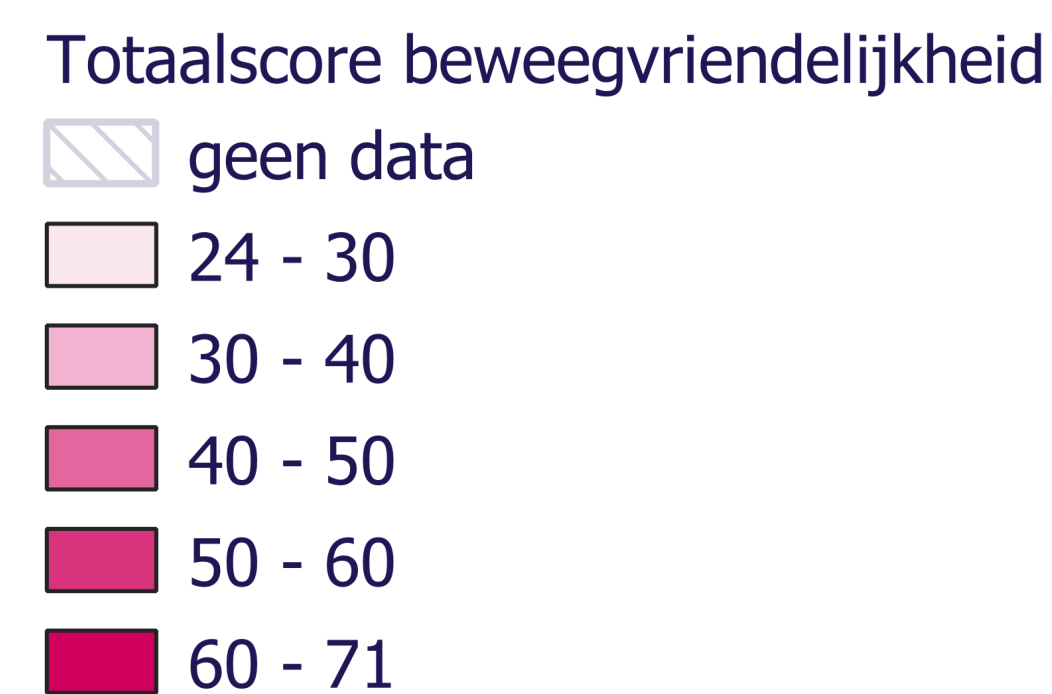 Totaalscore beweegvriendelijkheid
geen data
24 - 30
30 - 40
40 - 50
50 - 60
60 - 71